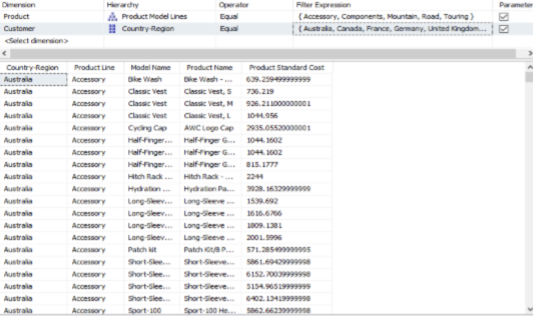 Dimension Hierarchy Operator Filter Expression Parameter
Product Product Model Lines Equal { Accessory, Components, Mountain, Road, Touring }
Customer Country-Region Equal { Australia, Canada, France, Germany, United Kingdom...
<Select dimension>
Country-Region Product Line Model Name Product Name Product Standard Cost
Australia Accessory Bike Wash Bike Wash - ... 639.259499999999
Australia Accessory Classic Vest Classic Vest, S 736.219
Australia Accessory Classic Vest Classic Vest, M 926.211000000001
Australia Accessory Classic Vest Classic Vest, L 1044.956
Australia Accessory Cycling Cap AWC Logo Cap 2935.05520000001
Australia Accessory Half-Finger... Half-Finger G... 1044.1602
Australia Accessory Half-Finger... Half-Finger G... 1044.1602
Australia Accessory Half-Finger... Half-Finger G... 815.1777
Australia Accessory Hitch Rack Hitch Rack - ... 2244
Australia Accessory Hydration ... Hydration Pa... 3928.16329999999
Australia Accessory Long-Sleev... Long-Sleeve ... 1539.692
Australia Accessory Long-Sleev... Long-Sleeve ... 1616.6766
Australia Accessory Long-Sleev... Long-Sleeve ... 1809.1381
Australia Accessory Long-Sleev... Long-Sleeve ... 2001.5996
Australia Accessory Patch kit Patch Kit/8 P... 571.285499999995
Australia Accessory Short-Slee... Short-Sleeve... 5861.69429999998
Australia Accessory Short-Slee... Short-Sleeve... 6152.70039999998
Australia Accessory Short-Slee... Short-Sleeve... 5154.96519999999
Australia Accessory Short-Slee... Short-Sleeve... 6402.13419999998
Australia Accessory Sport-100 Sport-100 He... 5862.66239999998